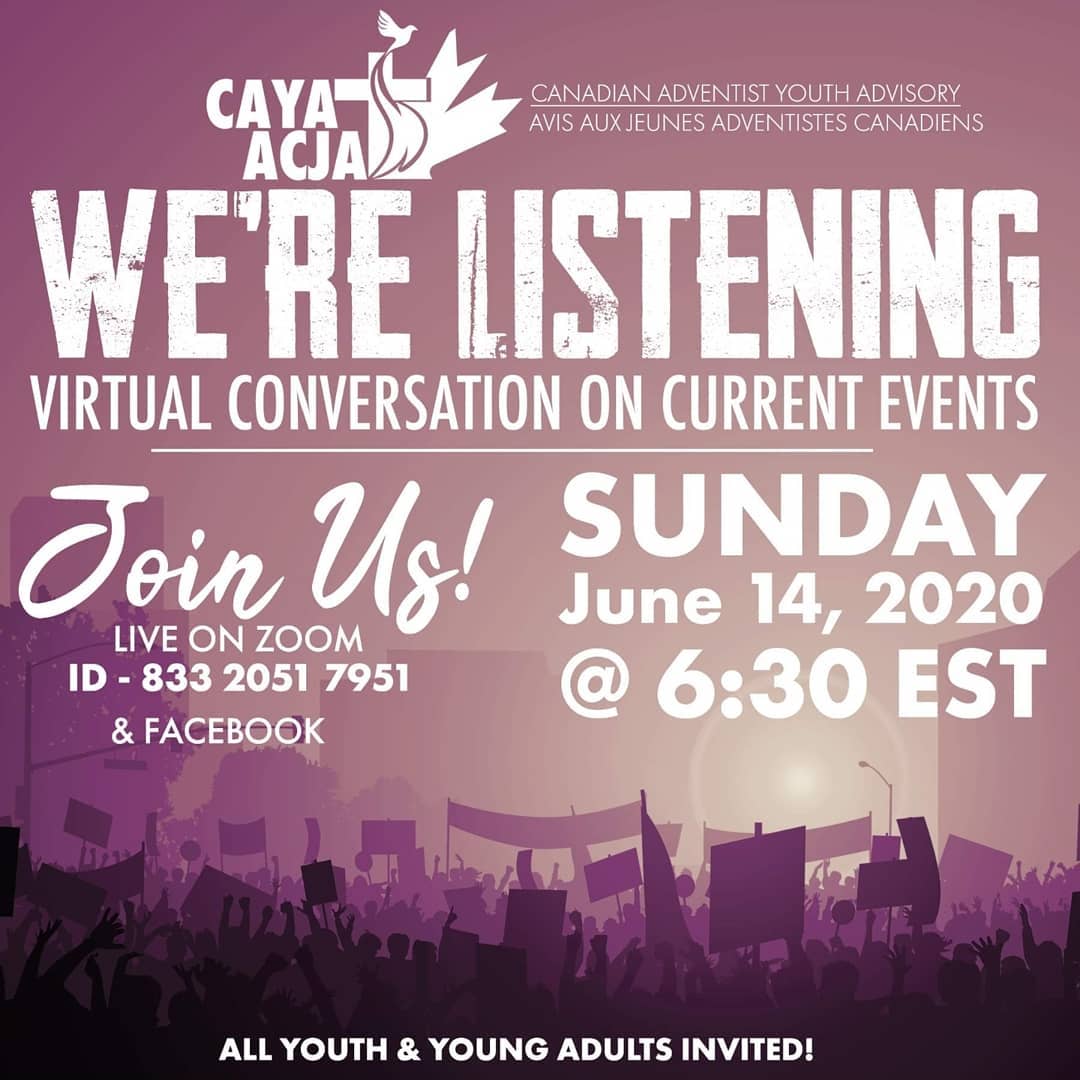 CAYA
ACJA
CANADIAN ADVENTIST YOUTH ADVISORY
AVIS AUX JEUNES ADVENTISTES CANADIENS
WE'RE LISTENING
VIRTUAL CONVERSATION ON CURRENT EVENTS
Join Us!
LIVE ON ZOOM
ID - 833 2051 7951
& FACEBOOK
SUNDAY
June 14, 2020
@ 6:30 EST
ALL YOUTH & YOUNG ADULTS INVITED!